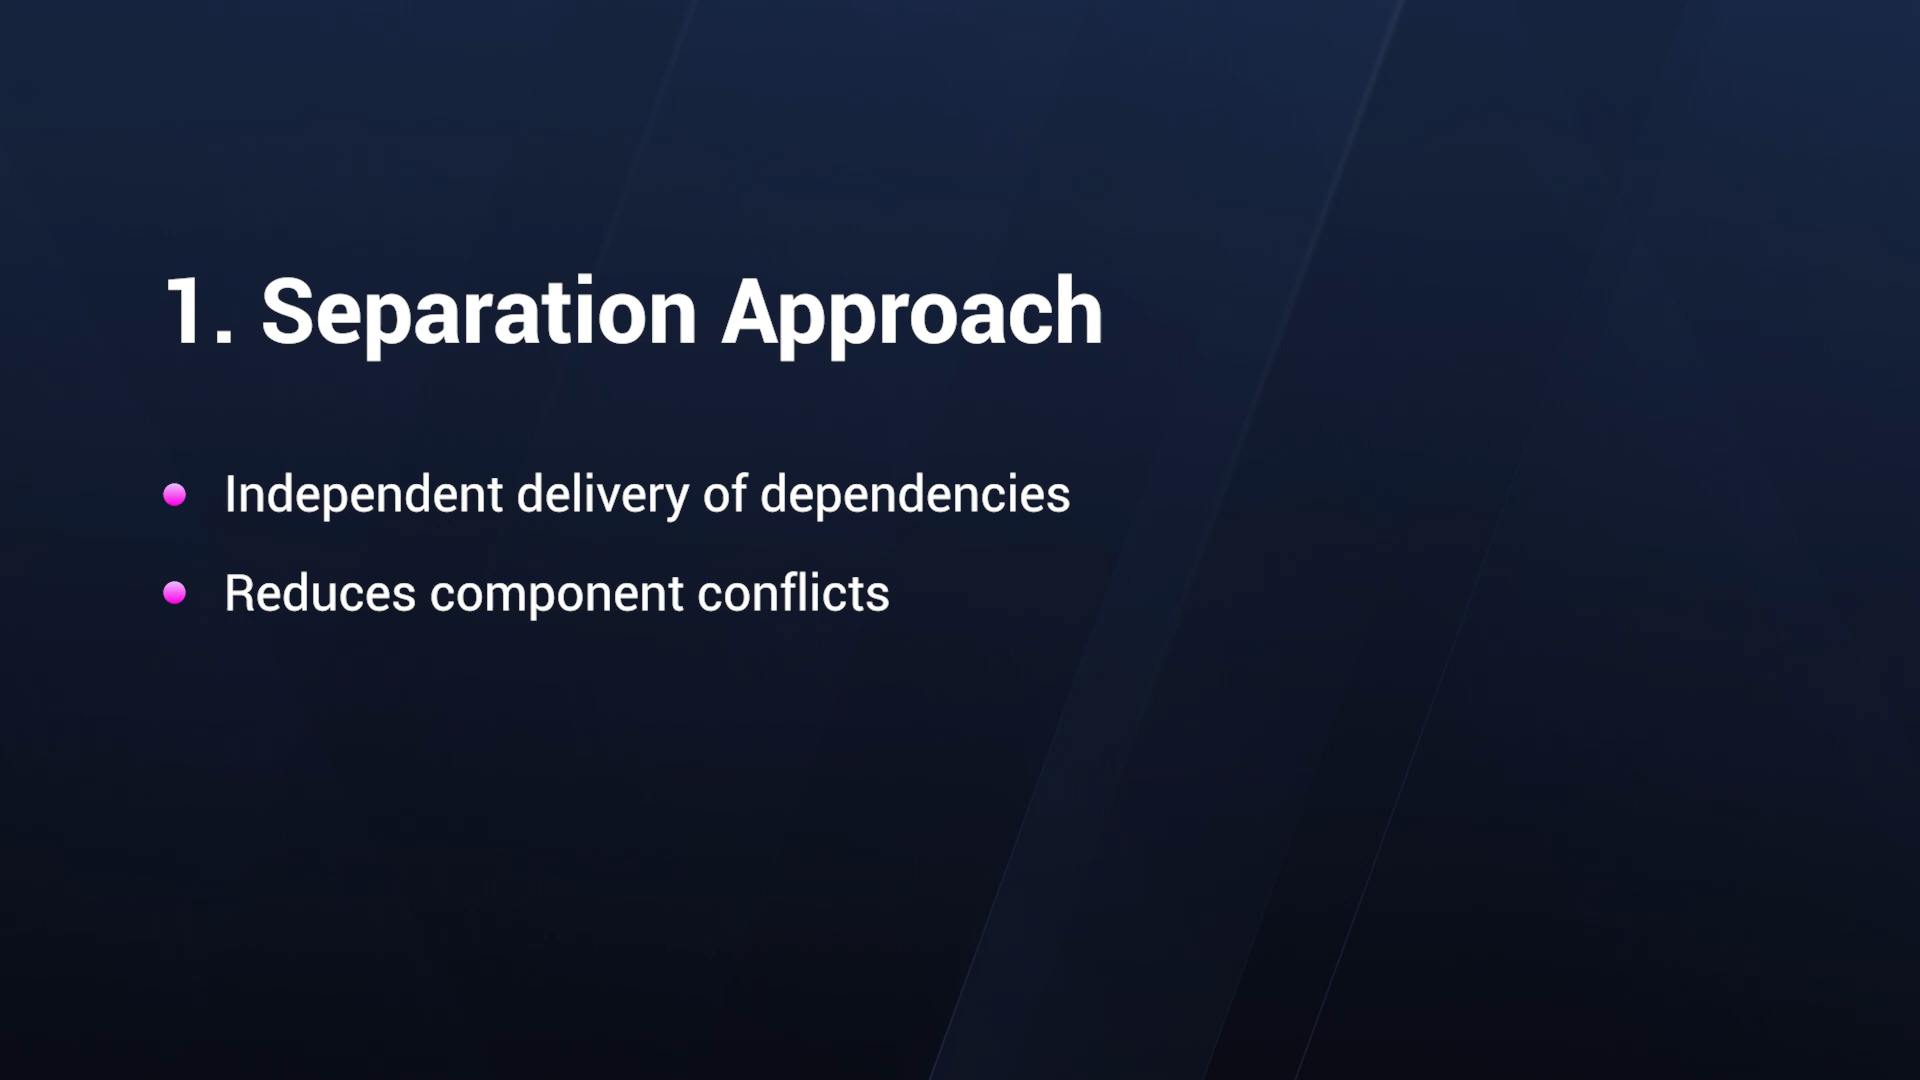 1. Separation Approach
Independent delivery of dependencies
Reduces component conflicts